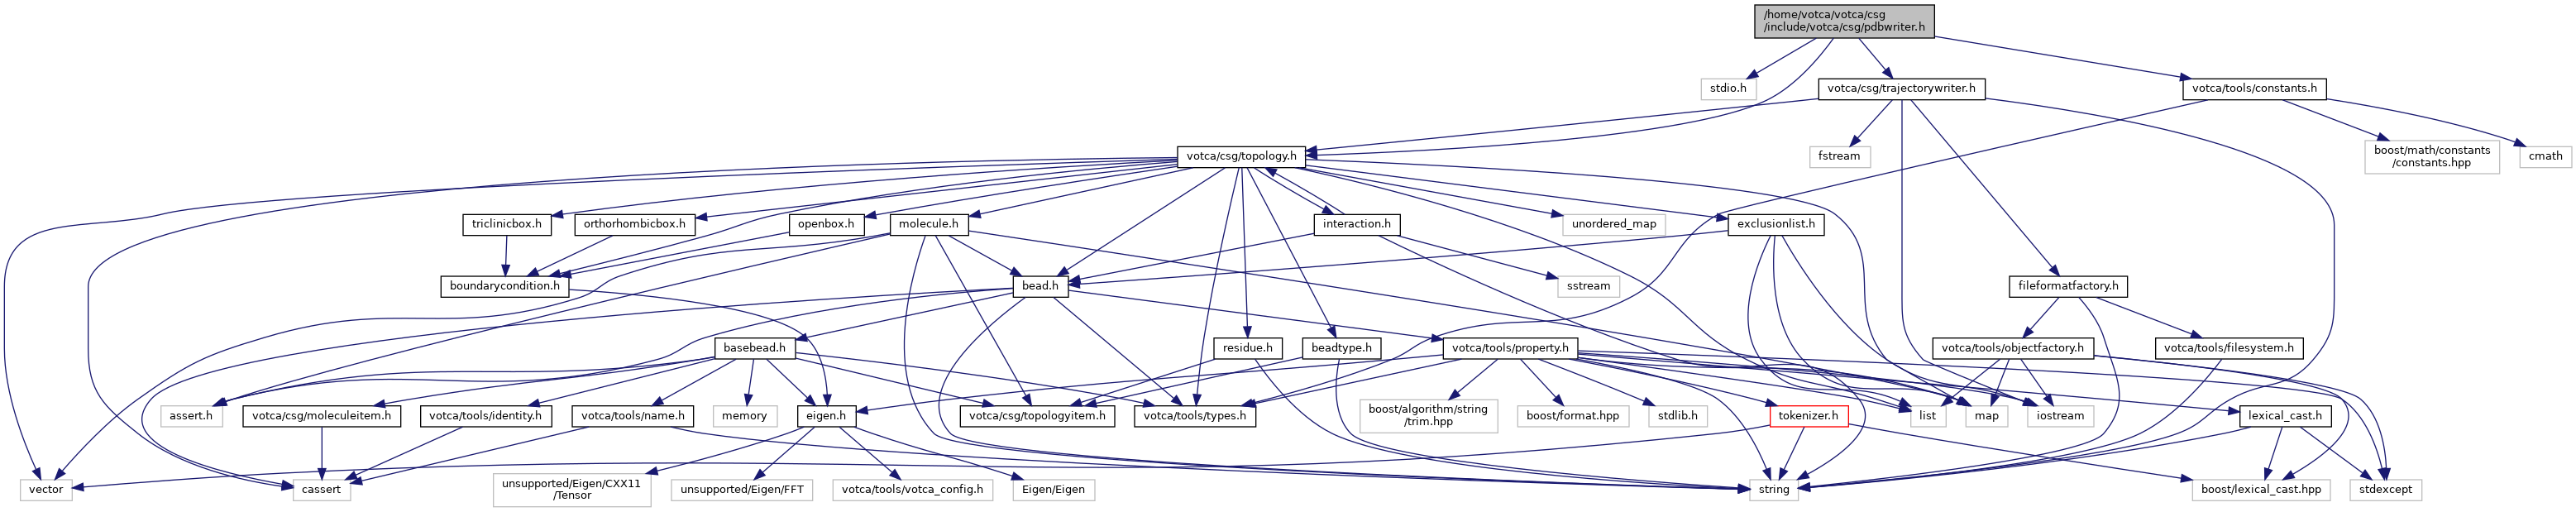 /home/votca/votca/csg
/include/votca/csg/pdbwriter.h
stdio.h
votca/csg/trajectorywriter.h
votca/tools/constants.h
votca/csg/topology.h
fstream
boost/math/constants
/constants.hpp
cmath
triclinicbox.h
orthorhombicbox.h
openbox.h
molecule.h
interaction.h
unordered_map
exclusionlist.h
boundarycondition.h
bead.h
sstream
fileformatfactory.h
basebead.h
residue.h
beadtype.h
votca/tools/property.h
votca/tools/objectfactory.h
votca/tools/filesystem.h
assert.h
votca/csg/moleculeitem.h
votca/tools/identity.h
votca/tools/name.h
memory
eigen.h
votca/csg/topologyitem.h
votca/tools/types.h
boost/algorithm/string
/trim.hpp
boost/format.hpp
stdlib.h
tokenizer.h
list
map
iostream
lexical_cast.h
vector
cassert
unsupported/Eigen/CXX11
/Tensor
unsupported/Eigen/FFT
votca/tools/votca_config.h
Eigen/Eigen
string
boost/lexical_cast.hpp
stdexcept